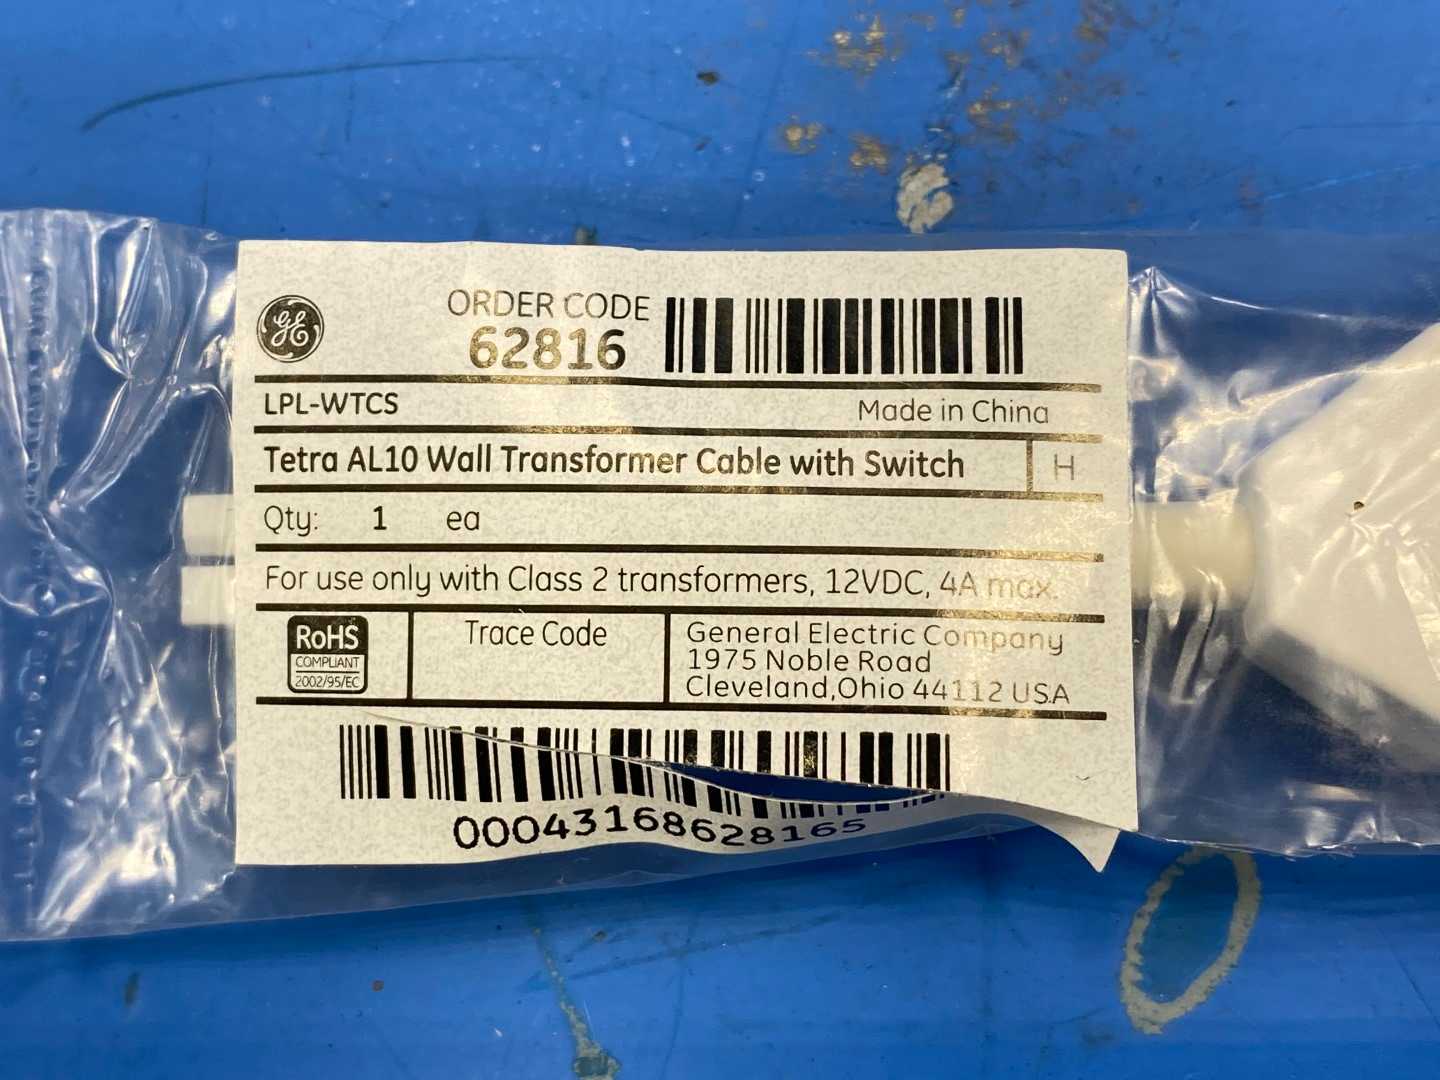 GE
ORDER CODE
62816
LPL-WTCS
Made in China
Tetra AL10 Wall Transformer Cable with Switch
H
Qty: 1 ea
For use only with Class 2 transformers, 12VDC, 4A max.
RoHS
COMPLIANT
2002/95/EC
Trace Code
General Electric Company
1975 Noble Road
Cleveland,Ohio 44112 USA
00043168628165